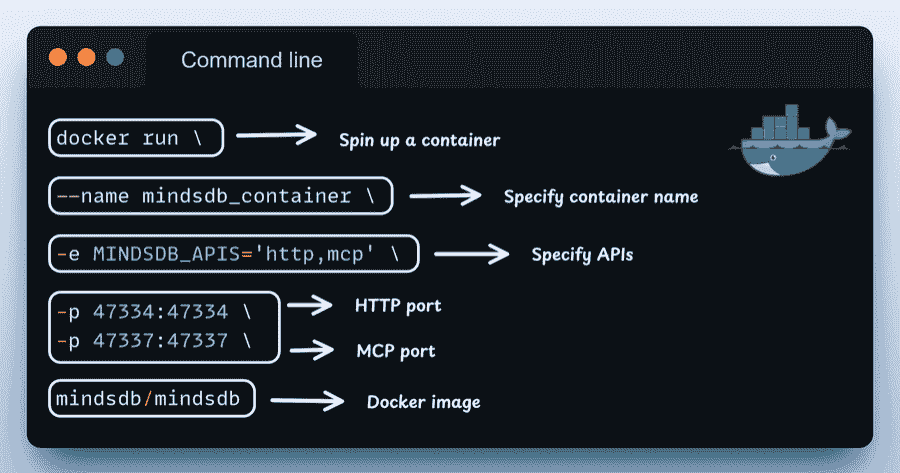 Command line
docker run \
Spin up a container
--name mindsdb_container \
Specify container name
-e MINDSDB_APIS='http,mcp' \
Specify APIs
-p 47334:47334 \
HTTP port
-p 47337:47337 \
MCP port
mindsdb/mindsdb
Docker image